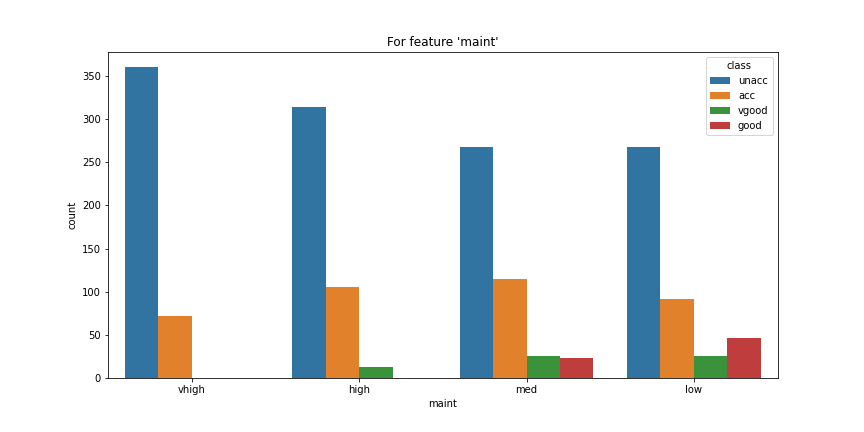 For feature 'maint'
class
unacc
acc
vgood
good
350
300
250
200
150
100
50
0
count
vhigh
high
med
low
maint